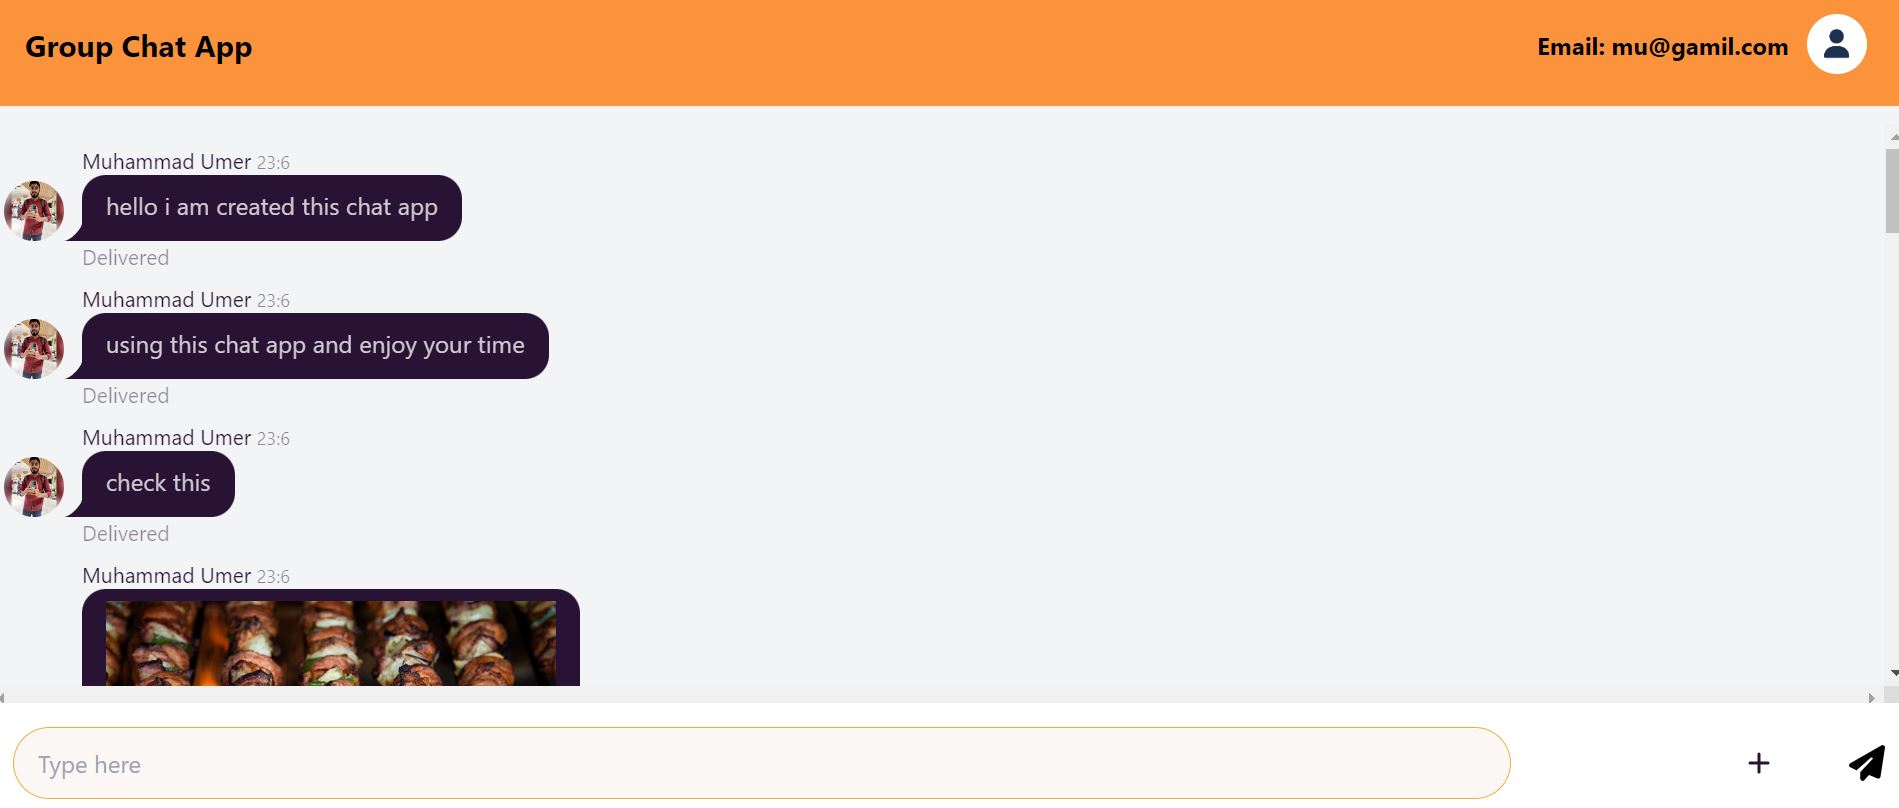 Group Chat App
Email: mu@gamil.com
Muhammad Umer 23:6
hello i am created this chat app
Delivered
Muhammad Umer 23:6
using this chat app and enjoy your time
Delivered
Muhammad Umer 23:6
check this
Delivered
Muhammad Umer 23:6
Type here